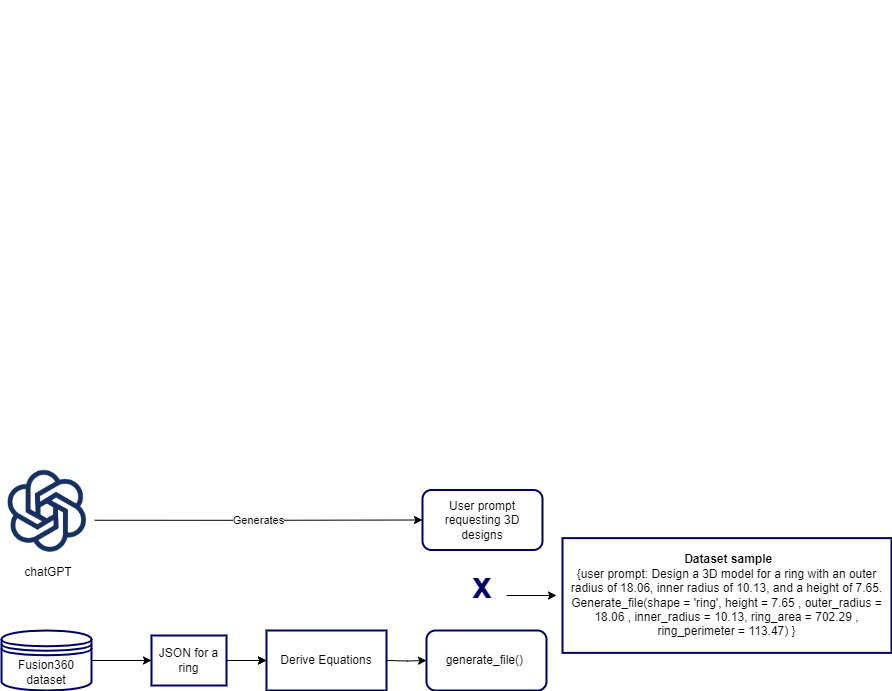 User prompt
requesting 3D
designs
Generates
chatGPT
X
Dataset sample
{user prompt: Design a 3D model for a ring with an outer
radius of 18.06, inner radius of 10.13, and a height of 7.65.
Generate_file(shape = 'ring', height = 7.65 , outer_radius =
18.06 , inner_radius = 10.13, ring_area = 702.29 ,
ring_perimeter = 113.47) }
Fusion360
dataset
JSON for a
ring
Derive Equations
generate_file()